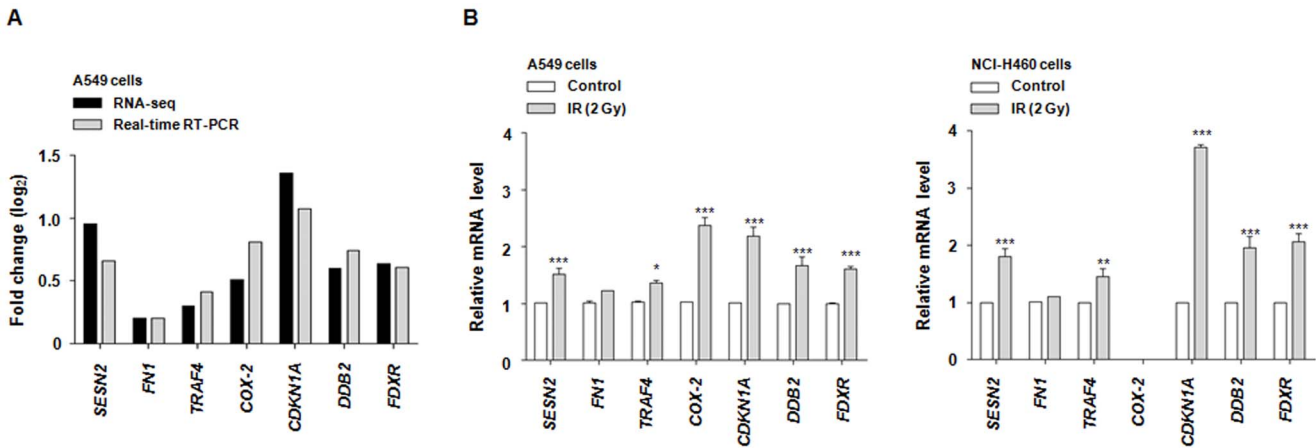 A
A549 cells
RNA-seq
Real-time RT-PCR
Fold change (log2)
1.5
1.0
0.5
0
SESN2
FN1
TRAF4
COX-2
CDKN1A
DDB2
FDXR
B
A549 cells
Control
IR (2 Gy)
Relative mRNA level
4
3
2
1
0
***
*
***
***
***
***
SESN2
FN1
TRAF4
COX-2
CDKN1A
DDB2
FDXR
NCI-H460 cells
Control
IR (2 Gy)
Relative mRNA level
4
3
2
1
0
***
**
***
***
***
SESN2
FN1
TRAF4
COX-2
CDKN1A
DDB2
FDXR